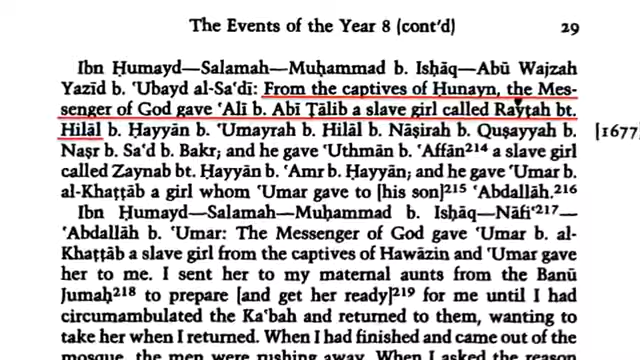 The Events of the Year 8 (cont'd) 29
Ibn Ḥumayd—Salamah—Muḥammad b. Isḥāq—Abū Wajzah
Yazīd b. ʿUbayd al-Saʿdī: From the captives of Ḥunayn, the Mes-
senger of God gave ʿAlī b. Abī Ṭālib a slave girl called Rayṭah bt.
Hilāl b. Ḥayyān b. ʿUmayrah b. Hilāl b. Nāṣirah b. Quṣayyah b. [1677]
Naṣr b. Saʿd b. Bakr; and he gave ʿUthmān b. ʿAffān214 a slave girl
called Zaynab bt. Ḥayyān b. ʿAmr b. Ḥayyān; and he gave ʿUmar b.
al-Khaṭṭāb a girl whom ʿUmar gave to [his son]215 ʿAbdallāh.216
Ibn Ḥumayd—Salamah—Muḥammad b. Isḥāq—Nāfiʿ217—
ʿAbdallāh b. ʿUmar: The Messenger of God gave ʿUmar b. al-
Khaṭṭāb a slave girl from the captives of Hawāzin and ʿUmar gave
her to me. I sent her to my maternal aunts from the Banū
Jumaḥ218 to prepare [and get her ready]219 for me until I had
circumambulated the Kaʿbah and returned to them, wanting to
take her when I returned. When I had finished and came out of the
mosque, the men were rushing away. When I asked the reason